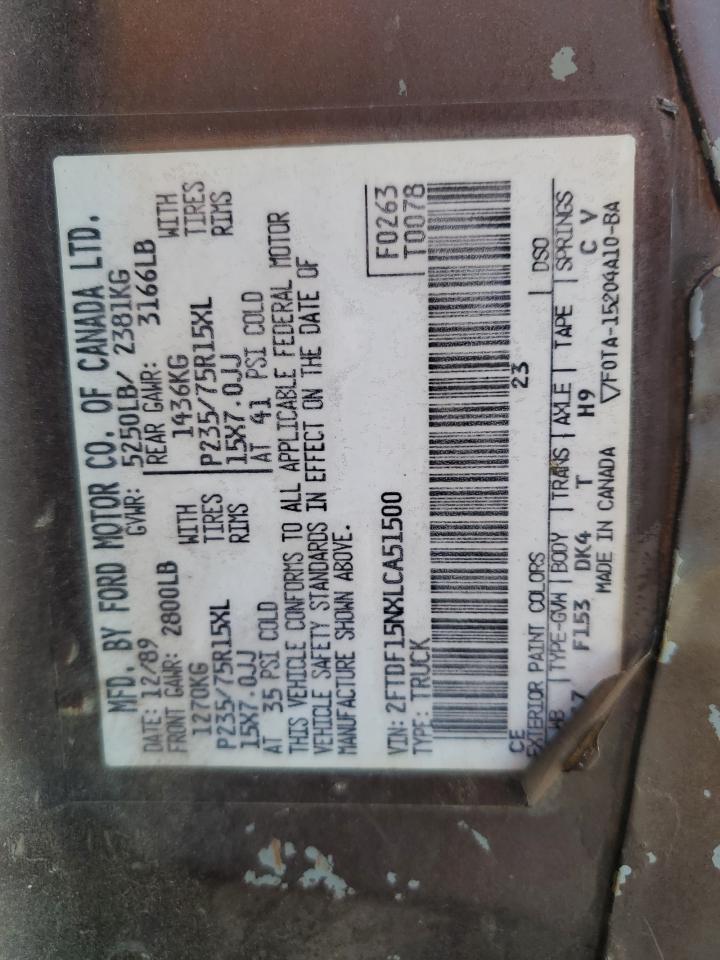 MFD. BY FORD MOTOR CO. OF CANADA LTD.
DATE: 12/89 GVWR: 5250LB/ 2381KG
FRONT GAWR: 2800LB REAR GAWR: 3166LB
1270KG WITH 1436KG WITH
P235/75R15XL TIRES P235/75R15XL TIRES
15X7.0JJ RIMS 15X7.0JJ RIMS
AT 35 PSI COLD AT 41 PSI COLD
THIS VEHICLE CONFORMS TO ALL APPLICABLE FEDERAL MOTOR
VEHICLE SAFETY STANDARDS IN EFFECT ON THE DATE OF
MANUFACTURE SHOWN ABOVE.
F0263
VIN: 2FTDF15NXLCA51500
T0078
TYPE: TRUCK
CE 23
EXTERIOR PAINT COLORS DSO
WB TYPE-GVW BODY TRANS AXLE TAPE SPRINGS
F153 DK4 T H9 C V
MADE IN CANADA F0TA-15204A10-BA